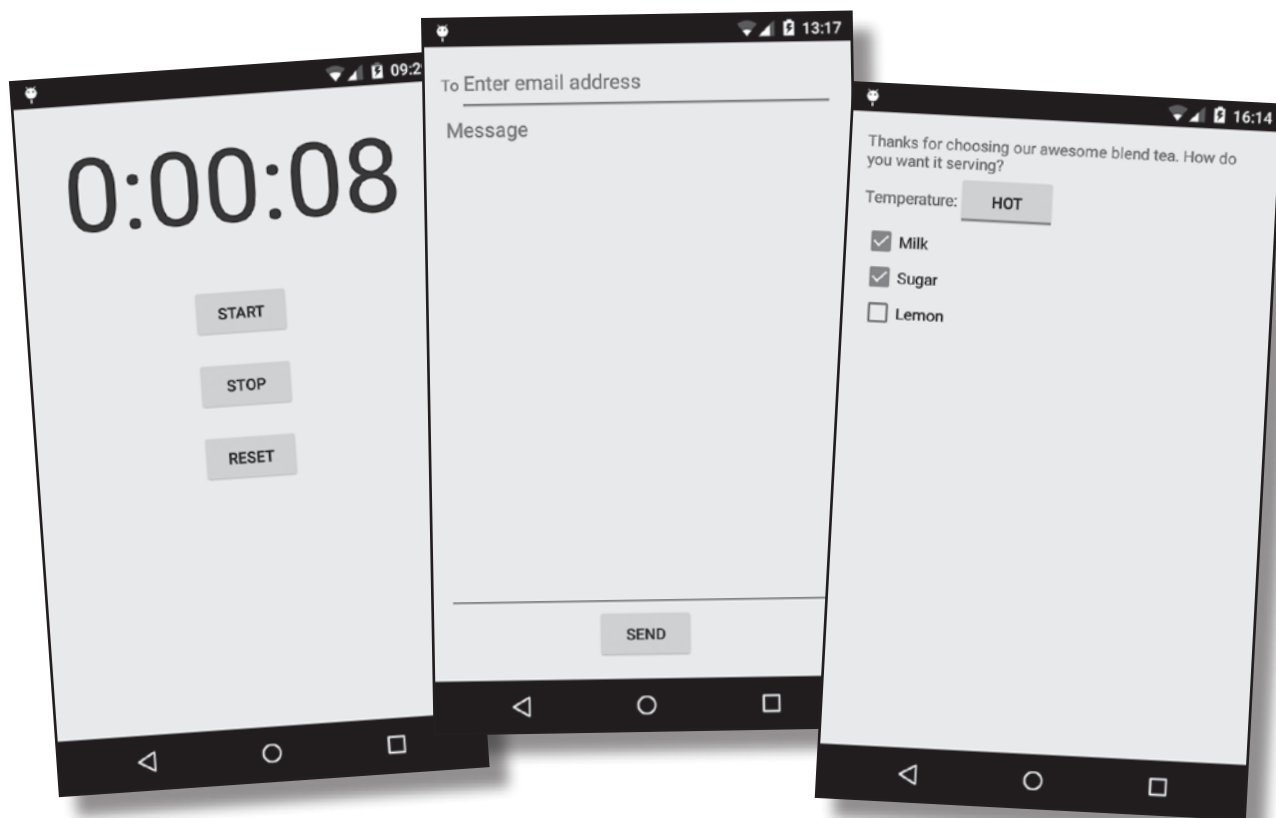 09:2
0:00:08
START
STOP
RESET
13:17
To Enter email address
Message
SEND
16:14
Thanks for choosing our awesome blend tea. How do
you want it serving?
Temperature: HOT
Milk
Sugar
Lemon